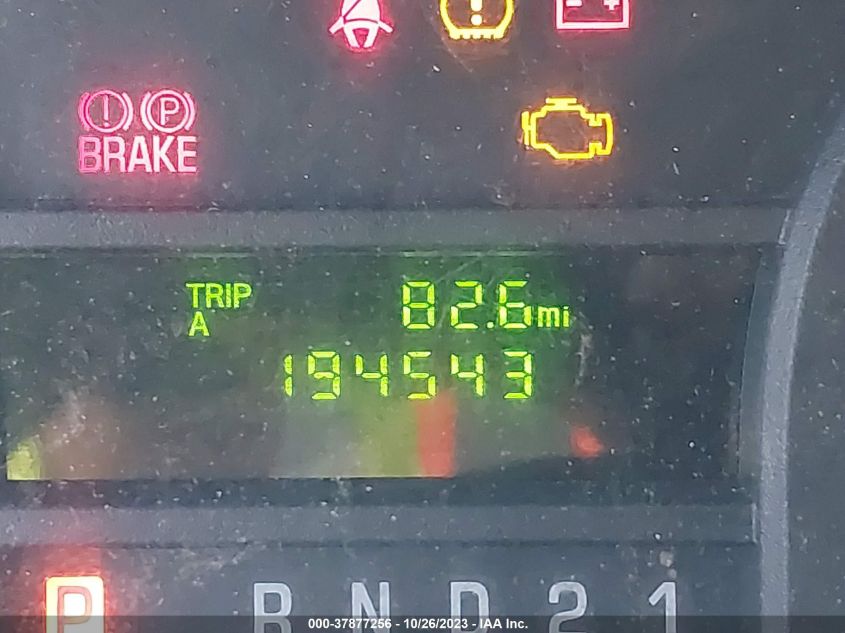 BRAKE
TRIP 82.6mi
A
194543
P R N D 2 1
000-37877256 - 10/26/2023 - IAA Inc.